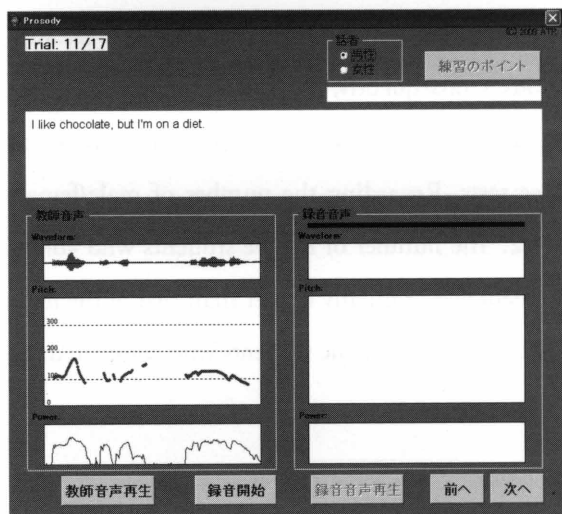 Prosody
(C) 2003 ATR
Trial: 11/17
話者
男性
女性
練習のポイント
I like chocolate, but I'm on a diet.
教師音声
Waveform:
Pitch:
300
200
100
0
Power:
録音音声
Waveform:
Pitch:
Power:
教師音声再生
録音開始
録音音声再生
前へ
次へ